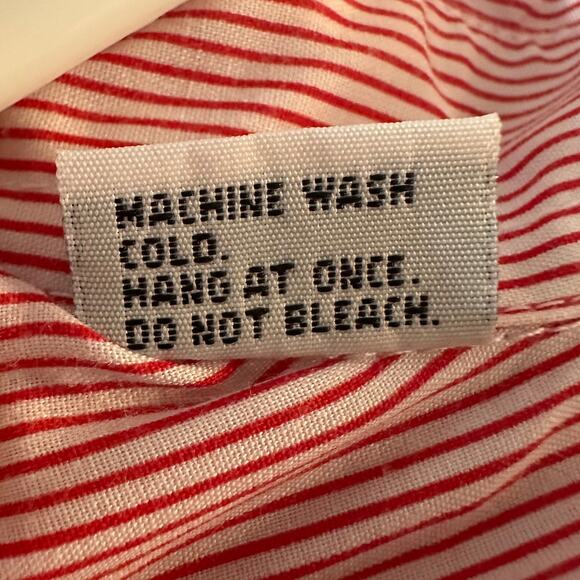 MACHINE WASH
COLD.
HANG AT ONCE.
DO NOT BLEACH.